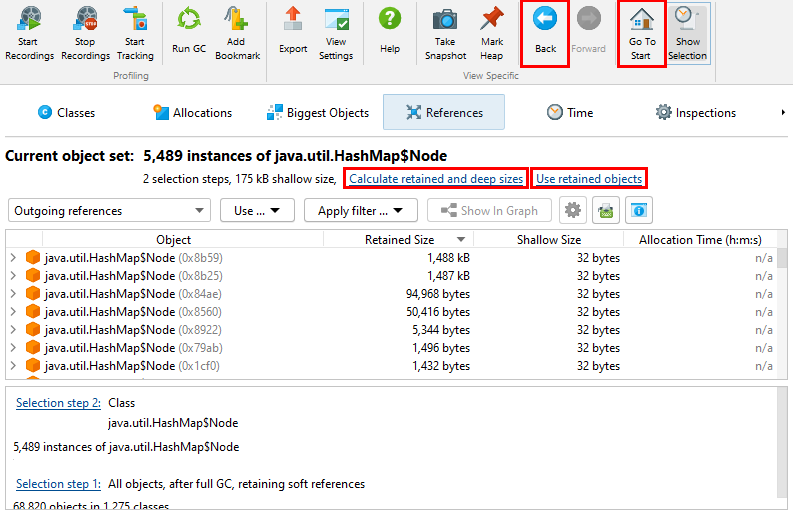 Start Recordings Stop Recordings Start Tracking Run GC Add Bookmark Export View Settings Help Take Snapshot Mark Heap Back Forward Go To Start Show Selection
Profiling View Specific
Classes Allocations Biggest Objects References Time Inspections
Current object set: 5,489 instances of java.util.HashMap$Node
2 selection steps, 175 kB shallow size, Calculate retained and deep sizes Use retained objects
Outgoing references Use ... Apply filter ... Show In Graph
Object Retained Size Shallow Size Allocation Time (h:m:s)
java.util.HashMap$Node (0x8b59) 1,488 kB 32 bytes n/a
java.util.HashMap$Node (0x8b25) 1,487 kB 32 bytes n/a
java.util.HashMap$Node (0x84ae) 94,968 bytes 32 bytes n/a
java.util.HashMap$Node (0x8560) 50,416 bytes 32 bytes n/a
java.util.HashMap$Node (0x8922) 5,344 bytes 32 bytes n/a
java.util.HashMap$Node (0x79ab) 1,496 bytes 32 bytes n/a
java.util.HashMap$Node (0x1cf0) 1,432 bytes 32 bytes n/a
Selection step 2: Class
java.util.HashMap$Node
5,489 instances of java.util.HashMap$Node
Selection step 1: All objects, after full GC, retaining soft references
68,820 objects in 1,275 classes